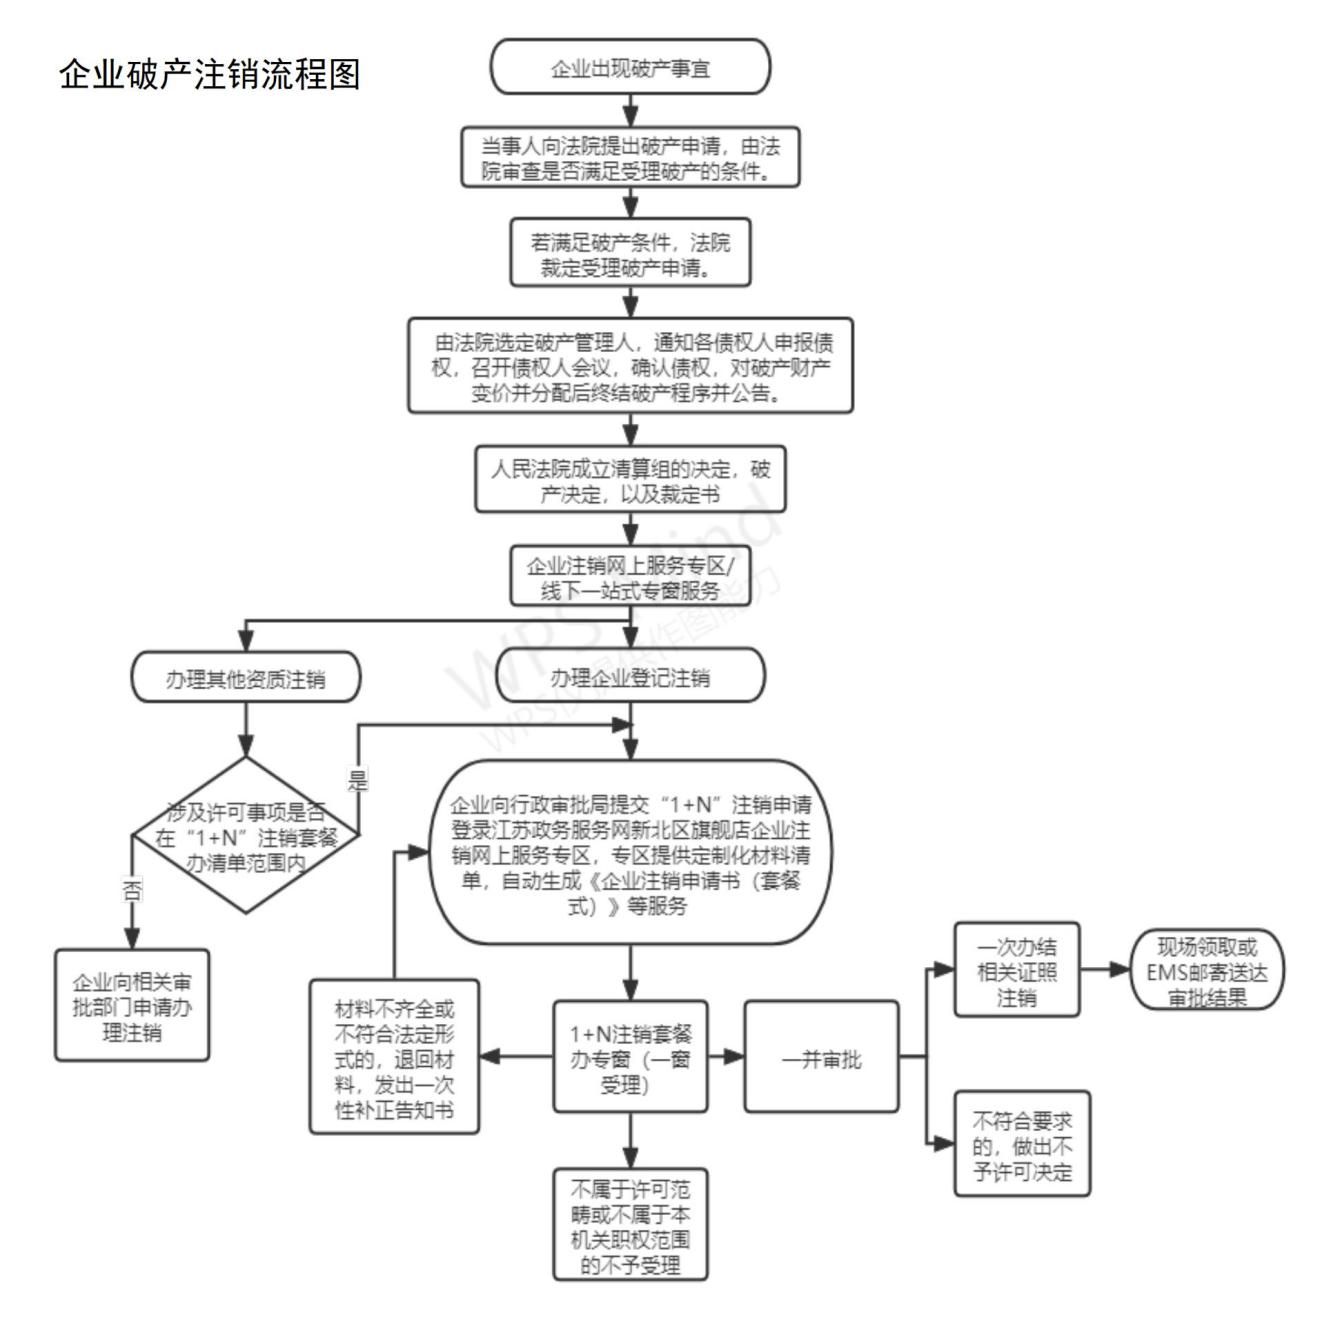 企业破产注销流程图
企业出现破产事宜
当事人向法院提出破产申请，由法
院审查是否满足受理破产的条件。
若满足破产条件，法院
裁定受理破产申请。
由法院选定破产管理人，通知各债权人申报债
权，召开债权人会议，确认债权，对破产财产
变价并分配后终结破产程序并公告。
人民法院成立清算组的决定，破
产决定，以及裁定书
企业注销网上服务专区/
线下一站式专窗服务
办理其他资质注销
办理企业登记注销
是
涉及许可事项是否
在“1+N”注销套餐
办清单范围内
否
企业向行政审批局提交“1+N”注销申请
登录江苏政务服务网新北区旗舰店企业注
销网上服务专区，专区提供定制化材料清
单，自动生成《企业注销申请书（套餐
式）》等服务
企业向相关审
批部门申请办
理注销
材料不齐全或
不符合法定形
式的，退回材
料，发出一次
性补正告知书
1+N注销套餐
办专窗（一窗
受理）
一并审批
一次办结
相关证照
注销
现场领取或
EMS邮寄送达
审批结果
不符合要求
的，做出不
予许可决定
不属于许可范
畴或不属于本
机关职权范围
的不予受理
WPS Mind
WPS仅提供作图能力